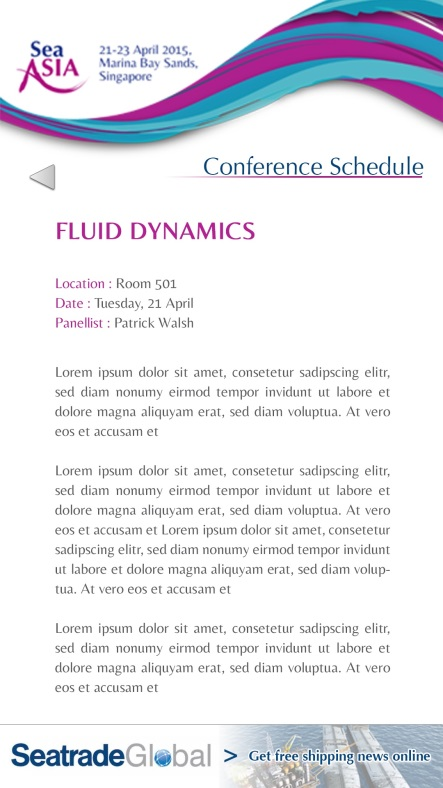 Sea
ASIA
21-23 April 2015,
Marina Bay Sands,
Singapore
Conference Schedule
FLUID DYNAMICS
Location : Room 501
Date : Tuesday, 21 April
Panellist : Patrick Walsh
Lorem ipsum dolor sit amet, consetetur sadipscing elitr,
sed diam nonumy eirmod tempor invidunt ut labore et
dolore magna aliquyam erat, sed diam voluptua. At vero
eos et accusam et
Lorem ipsum dolor sit amet, consetetur sadipscing elitr,
sed diam nonumy eirmod tempor invidunt ut labore et
dolore magna aliquyam erat, sed diam voluptua. At vero
eos et accusam et Lorem ipsum dolor sit amet, consetetur
sadipscing elitr, sed diam nonumy eirmod tempor invidunt
ut labore et dolore magna aliquyam erat, sed diam volup-
tua. At vero eos et accusam et
Lorem ipsum dolor sit amet, consetetur sadipscing elitr,
sed diam nonumy eirmod tempor invidunt ut labore et
dolore magna aliquyam erat, sed diam voluptua. At vero
eos et accusam et
SeatradeGlobal > Get free shipping news online